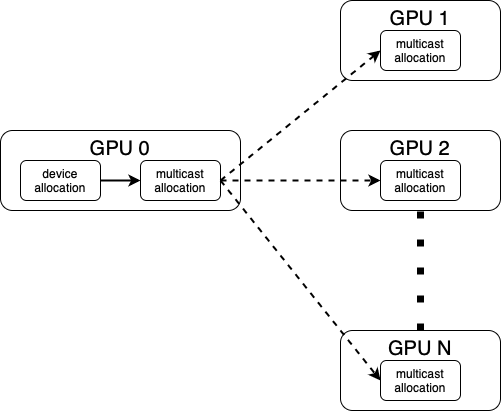 GPU 1
multicast
allocation
GPU 0
device
allocation
multicast
allocation
GPU 2
multicast
allocation
GPU N
multicast
allocation